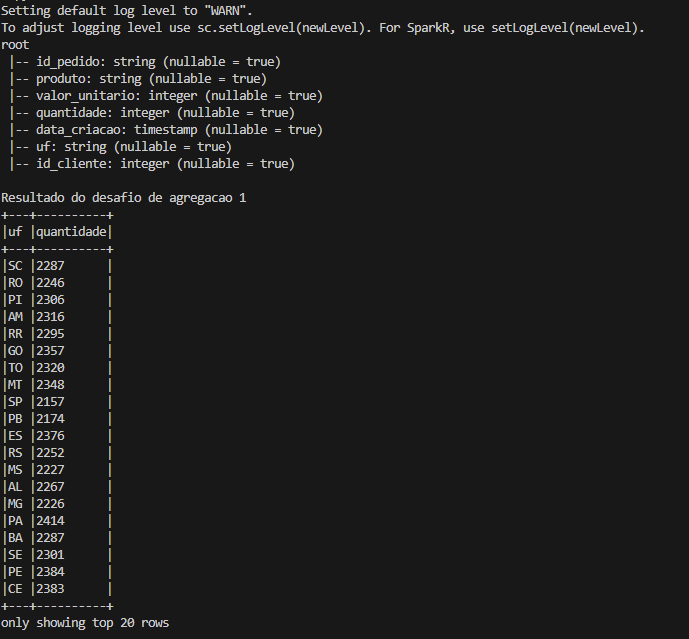 Setting default log level to "WARN".
To adjust logging level use sc.setLogLevel(newLevel). For SparkR, use setLogLevel(newLevel).
root
 |-- id_pedido: string (nullable = true)
 |-- produto: string (nullable = true)
 |-- valor_unitario: integer (nullable = true)
 |-- quantidade: integer (nullable = true)
 |-- data_criacao: timestamp (nullable = true)
 |-- uf: string (nullable = true)
 |-- id_cliente: integer (nullable = true)

Resultado do desafio de agregacao 1
+---+----------+
|uf |quantidade|
+---+----------+
|SC |2287      |
|RO |2246      |
|PI |2306      |
|AM |2316      |
|RR |2295      |
|GO |2357      |
|TO |2320      |
|MT |2348      |
|SP |2157      |
|PB |2174      |
|ES |2376      |
|RS |2252      |
|MS |2227      |
|AL |2267      |
|MG |2226      |
|PA |2414      |
|BA |2287      |
|SE |2301      |
|PE |2384      |
|CE |2383      |
+---+----------+
only showing top 20 rows